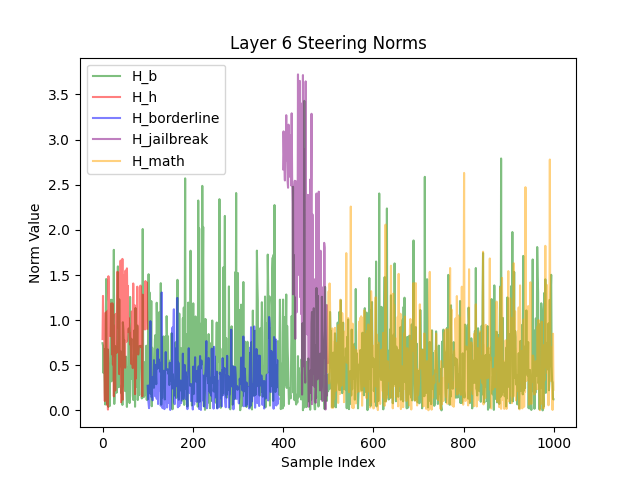 Layer 6 Steering Norms
H_b
H_h
H_borderline
H_jailbreak
H_math
Norm Value
3.5
3.0
2.5
2.0
1.5
1.0
0.5
0.0
0 200 400 600 800 1000
Sample Index